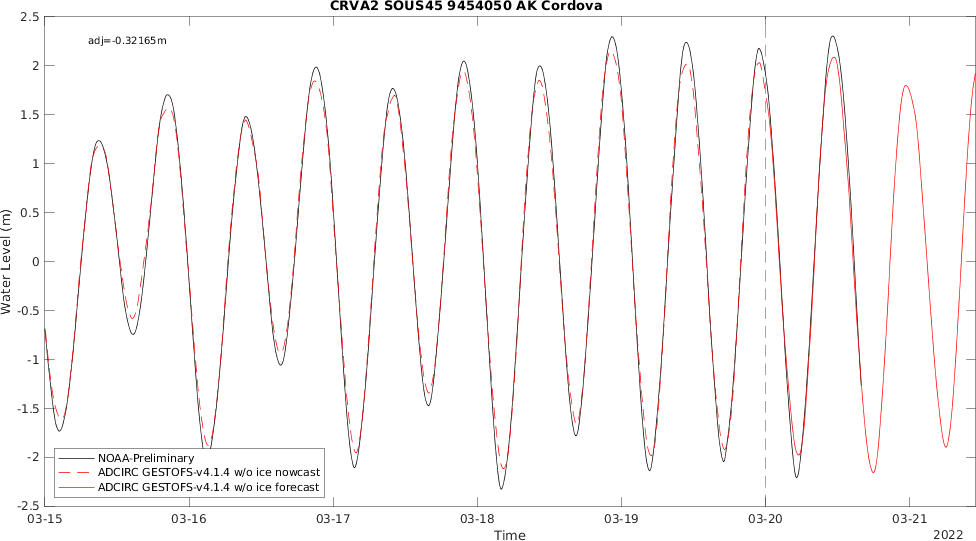 CRVA2 SOUS45 9454050 AK Cordova
adj=-0.32165m
2.5
2
1.5
1
0.5
0
-0.5
-1
-1.5
-2
-2.5
Water Level (m)
NOAA-Preliminary
ADCIRC GESTOFS-v4.1.4 w/o ice nowcast
ADCIRC GESTOFS-v4.1.4 w/o ice forecast
03-15 03-16 03-17 03-18 03-19 03-20 03-21
Time
2022